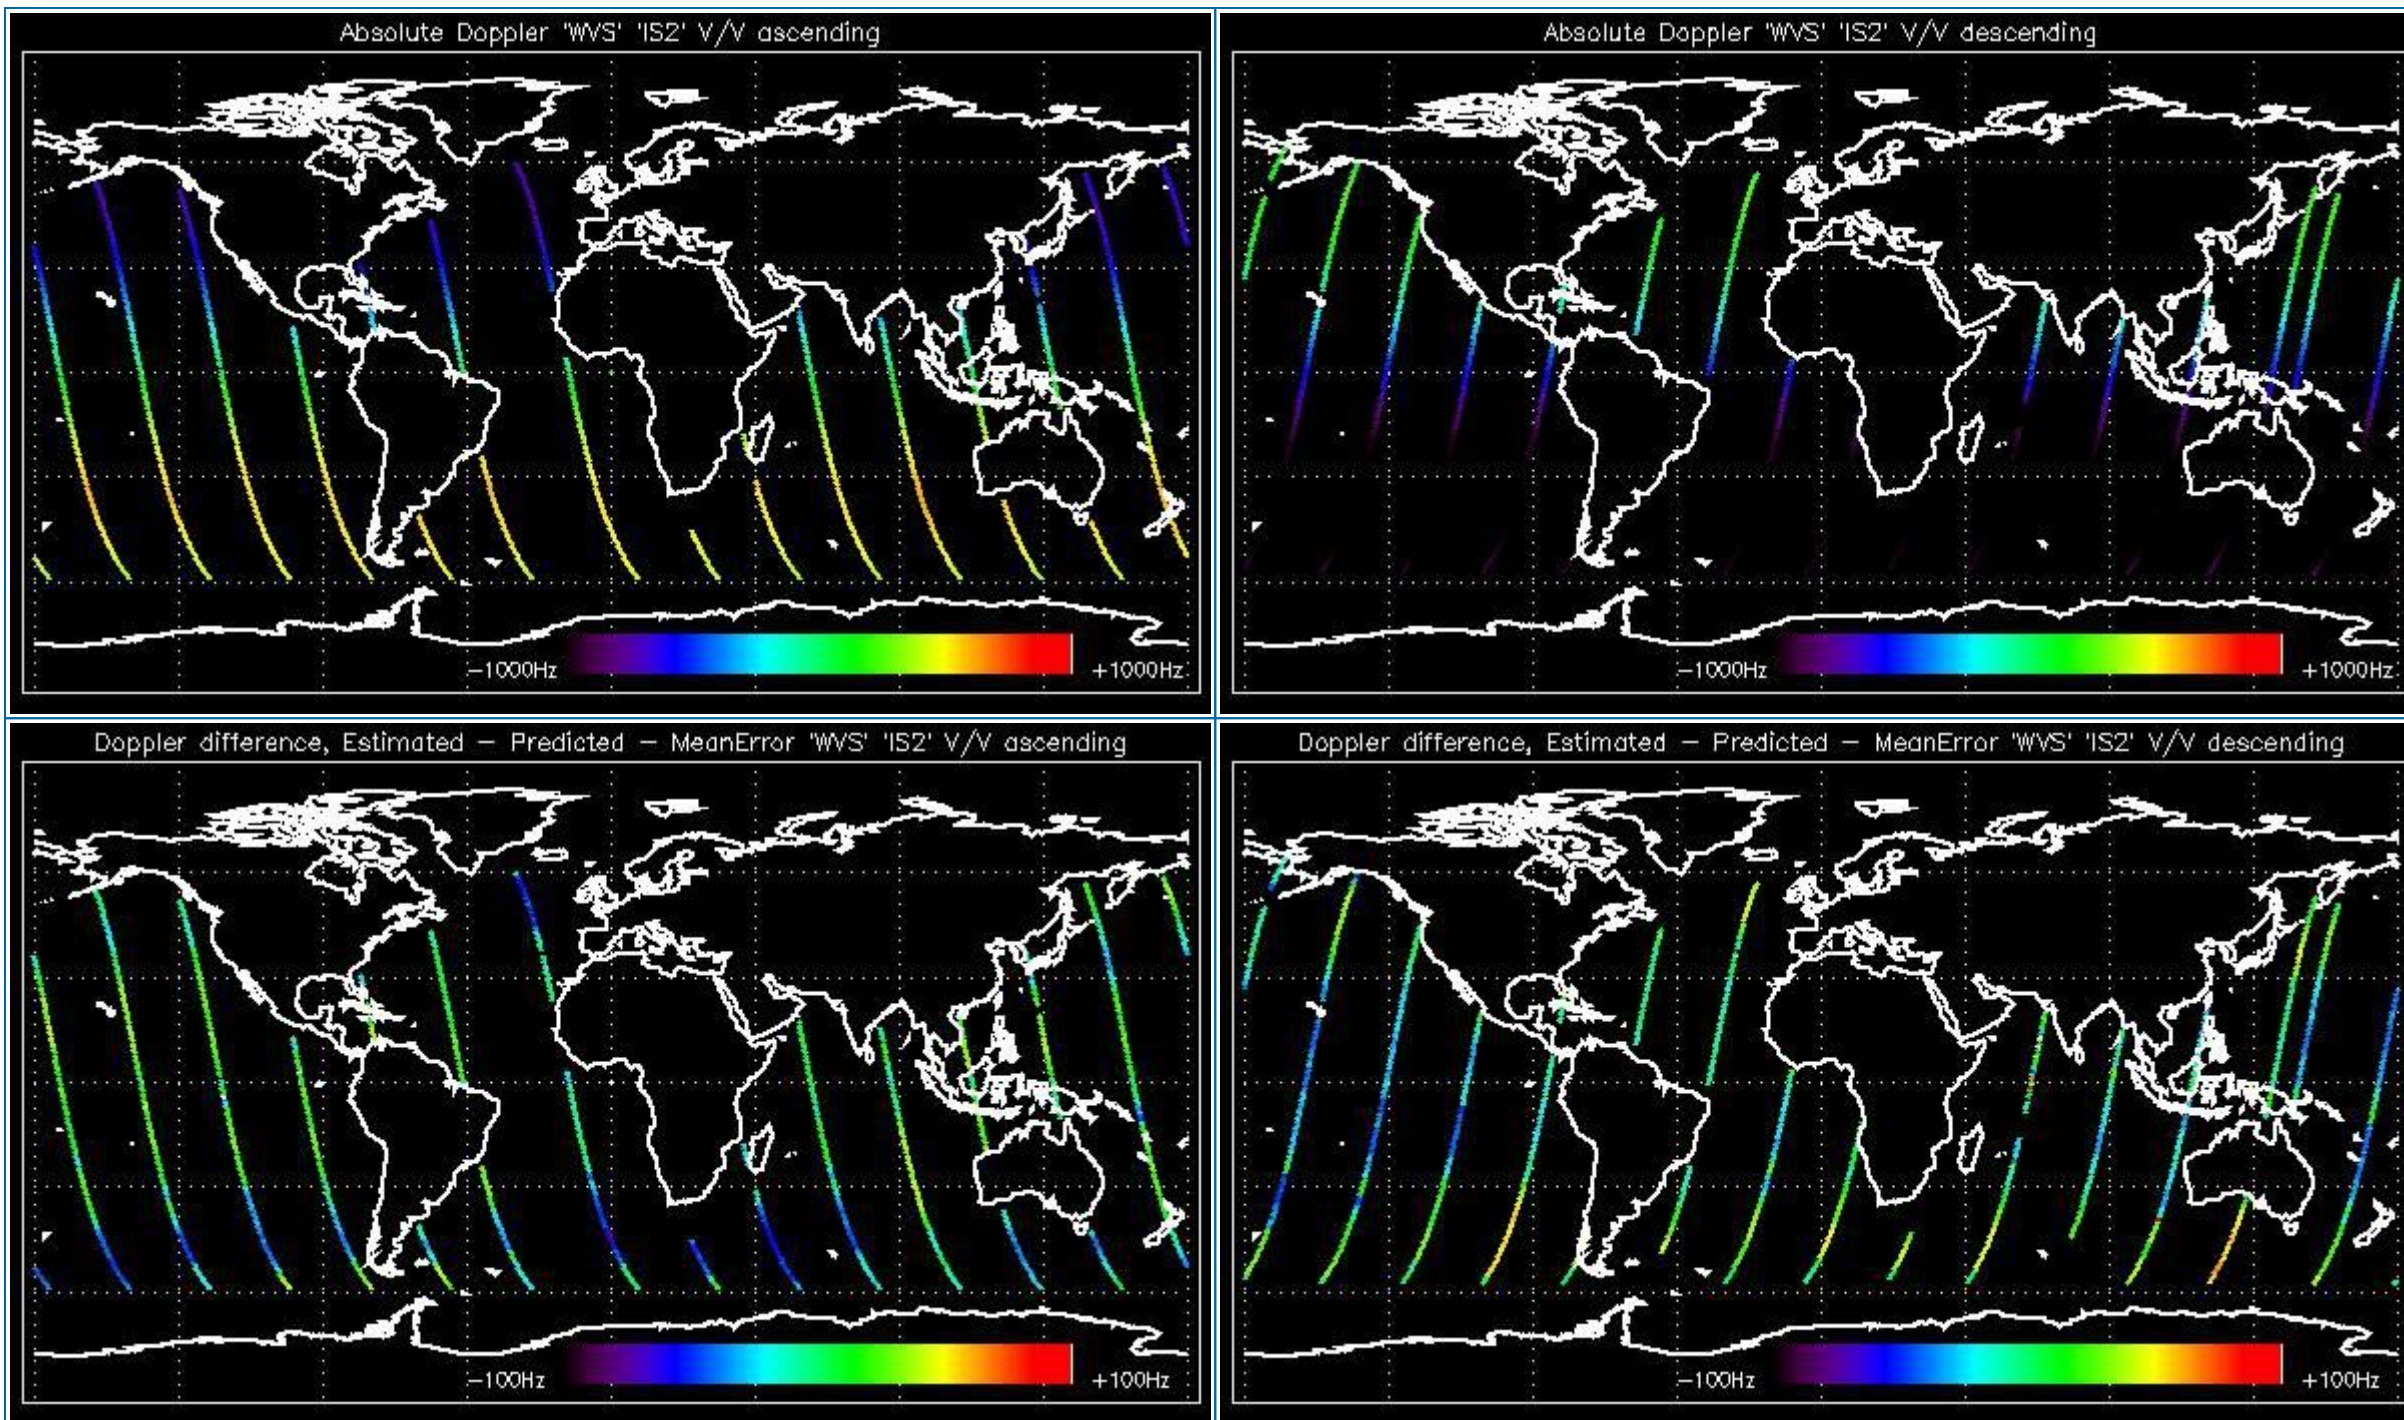 Absolute Doppler 'WVS' 'IS2' V/V ascending
-1000Hz
+1000Hz
Absolute Doppler 'WVS' 'IS2' V/V descending
-1000Hz
+1000Hz
Doppler difference, Estimated - Predicted - MeanError 'WVS' 'IS2' V/V ascending
-100Hz
+100Hz
Doppler difference, Estimated - Predicted - MeanError 'WVS' 'IS2' V/V descending
-100Hz
+100Hz